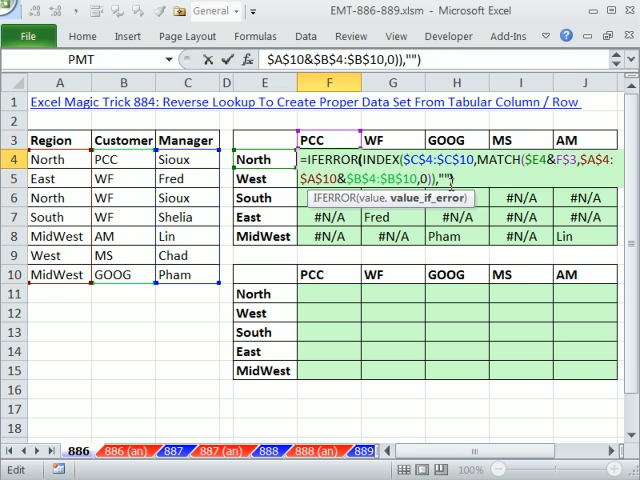 General
EMT-886-889.xlsm - Microsoft Excel
File Home Insert Page Layout Formulas Data Review View Developer Add-Ins
PMT fx $A$10&$B$4:$B$10,0)),"")
A B C D E F G H I J
1 Excel Magic Trick 884: Reverse Lookup To Create Proper Data Set From Tabular Column / Row
2
3 Region Customer Manager PCC WF GOOG MS AM
4 North PCC Sioux North =IFERROR(INDEX($C$4:$C$10,MATCH($E4&F$3,$A$4:
5 East WF Fred West $A$10&$B$4:$B$10,0)),"")
IFERROR(value, value_if_error)
6 North WF Sioux South #N/A #N/A
7 South WF Shelia East #N/A Fred #N/A #N/A #N/A
8 MidWest AM Lin MidWest #N/A #N/A Pham #N/A Lin
9 West MS Chad
10 MidWest GOOG Pham PCC WF GOOG MS AM
11 North
12 West
13 South
14 East
15 MidWest
16
17
18
886 886 (an) 887 887 (an) 888 888 (an) 889
Edit 100%